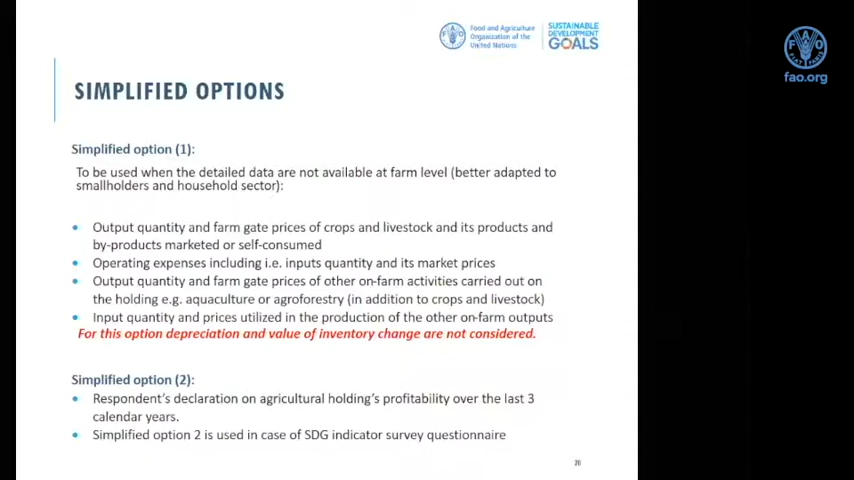 Food and Agriculture
Organization of the
United Nations
SUSTAINABLE
DEVELOPMENT
GOALS
FAO
FIAT PANIS
fao.org
SIMPLIFIED OPTIONS
Simplified option (1):
To be used when the detailed data are not available at farm level (better adapted to
smallholders and household sector):
• Output quantity and farm gate prices of crops and livestock and its products and
by-products marketed or self-consumed
• Operating expenses including i.e. inputs quantity and its market prices
• Output quantity and farm gate prices of other on-farm activities carried out on
the holding e.g. aquaculture or agroforestry (in addition to crops and livestock)
• Input quantity and prices utilized in the production of the other on-farm outputs
For this option depreciation and value of inventory change are not considered.
Simplified option (2):
• Respondent's declaration on agricultural holding's profitability over the last 3
calendar years.
• Simplified option 2 is used in case of SDG indicator survey questionnaire
20